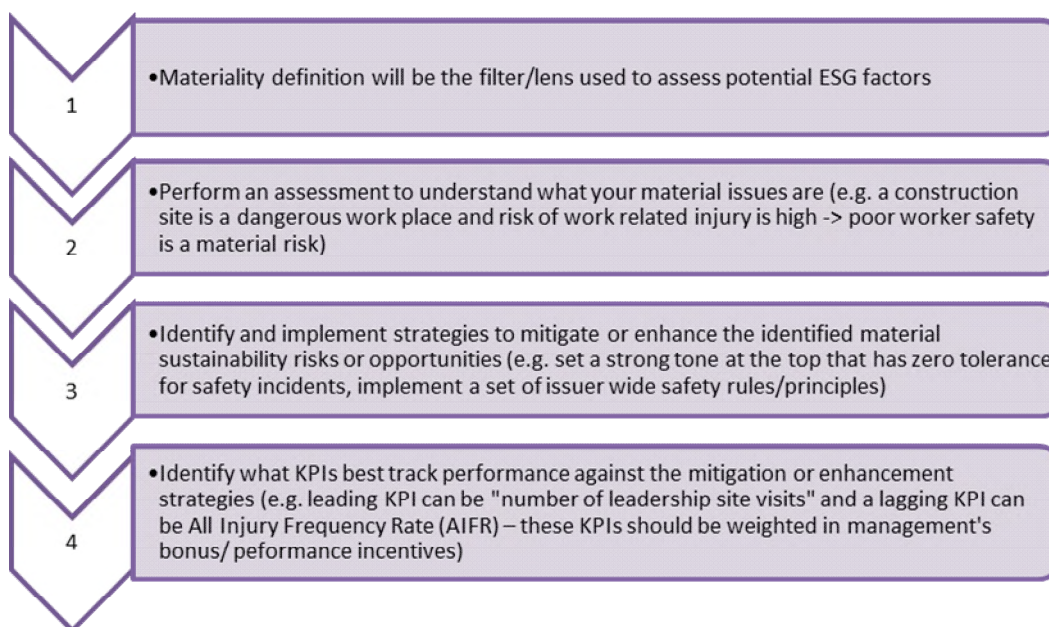 1
•Materiality definition will be the filter/lens used to assess potential ESG factors
2
•Perform an assessment to understand what your material issues are (e.g. a construction
site is a dangerous work place and risk of work related injury is high -> poor worker safety
is a material risk)
3
•Identify and implement strategies to mitigate or enhance the identified material
sustainability risks or opportunities (e.g. set a strong tone at the top that has zero tolerance
for safety incidents, implement a set of issuer wide safety rules/principles)
4
•Identify what KPIs best track performance against the mitigation or enhancement
strategies (e.g. leading KPI can be "number of leadership site visits" and a lagging KPI can
be All Injury Frequency Rate (AIFR) – these KPIs should be weighted in management's
bonus/ peformance incentives)